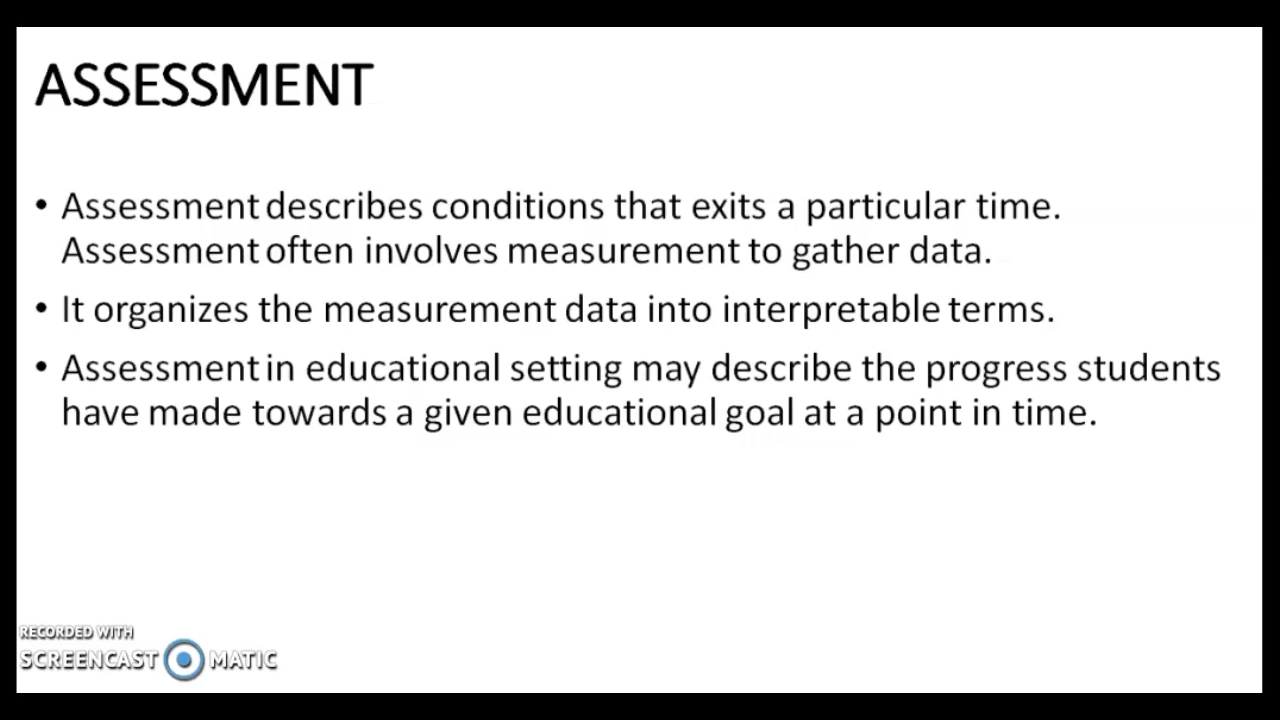 ASSESSMENT
• Assessment describes conditions that exits a particular time.
Assessment often involves measurement to gather data.
• It organizes the measurement data into interpretable terms.
• Assessment in educational setting may describe the progress students
have made towards a given educational goal at a point in time.
RECORDED WITH
SCREENCAST MATIC